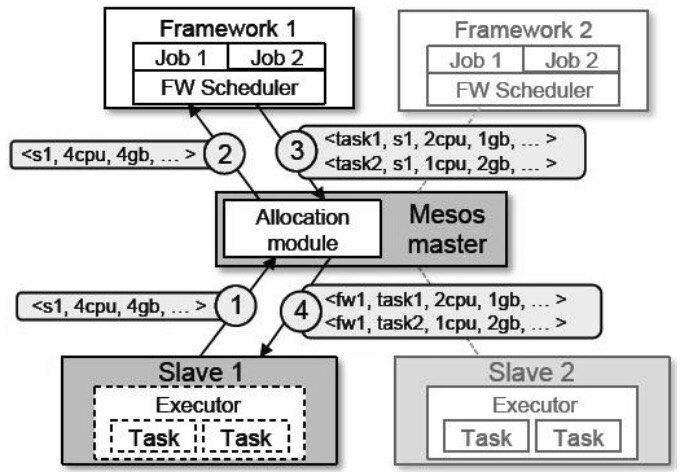 Framework 1
Job 1 Job 2
FW Scheduler
Framework 2
Job 1 Job 2
FW Scheduler
<s1, 4cpu, 4gb, ... >
2
3
<task1, s1, 2cpu, 1gb, ... >
<task2, s1, 1cpu, 2gb, ... >
Allocation
module
Mesos
master
<s1, 4cpu, 4gb, ... >
1
4
<fw1, task1, 2cpu, 1gb, ... >
<fw1, task2, 1cpu, 2gb, ... >
Slave 1
Executor
Task Task
Slave 2
Executor
Task Task